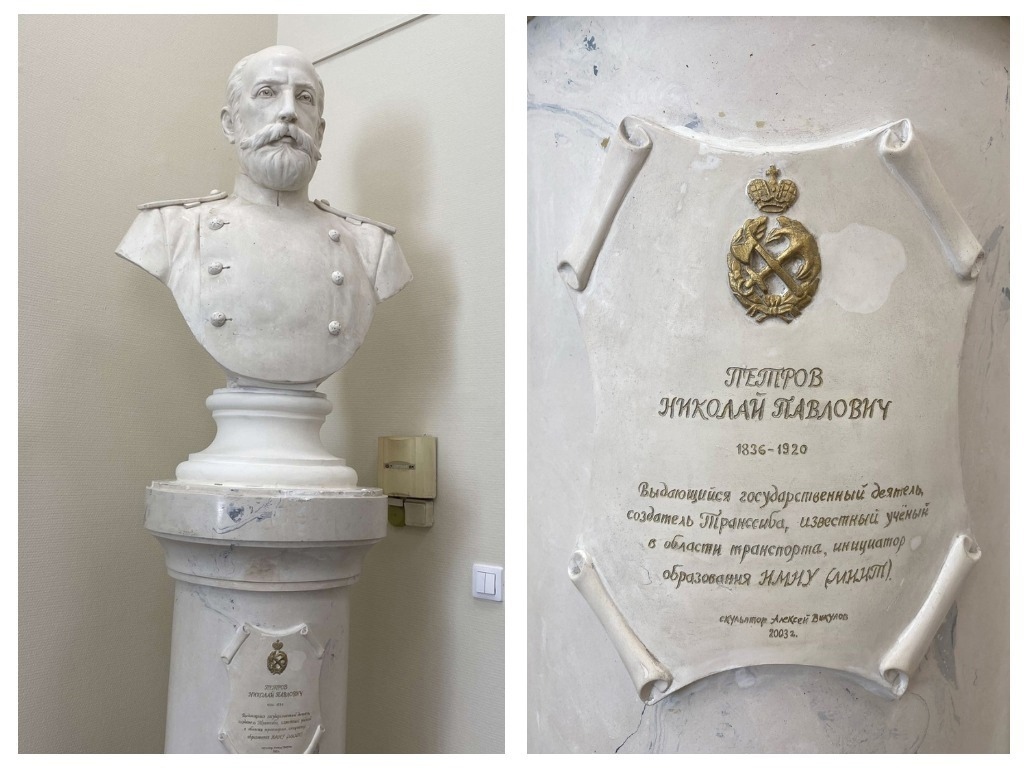 ПЕТРОВ
НИКОЛАЙ ПАВЛОВИЧ
1836-1920
Выдающийся государственный деятель,
создатель Транссиба, известный учёный
в области транспорта, инициатор
образования ИМИУ (МИИТ).
скульптор Алексей Викулов
2003 г.